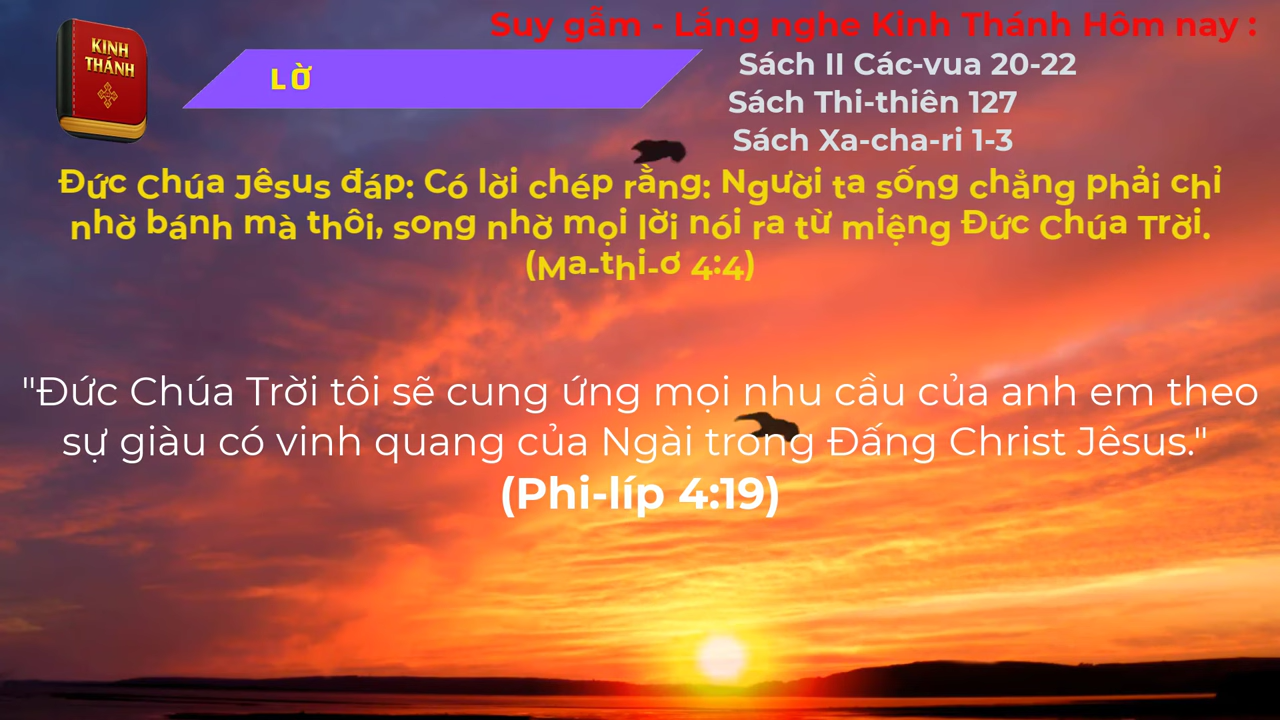 Suy gẫm - Lắng nghe Kinh Thánh Hôm nay :
KINH
THÁNH
LỜ
Sách II Các-vua 20-22
Sách Thi-thiên 127
Sách Xa-cha-ri 1-3
Đức Chúa Jêsus đáp: Có lời chép rằng: Người ta sống chẳng phải chỉ
nhờ bánh mà thôi, song nhờ mọi lời nói ra từ miệng Đức Chúa Trời.
(Ma-thi-ơ 4:4)
"Đức Chúa Trời tôi sẽ cung ứng mọi nhu cầu của anh em theo
sự giàu có vinh quang của Ngài trong Đấng Christ Jêsus."
(Phi-líp 4:19)